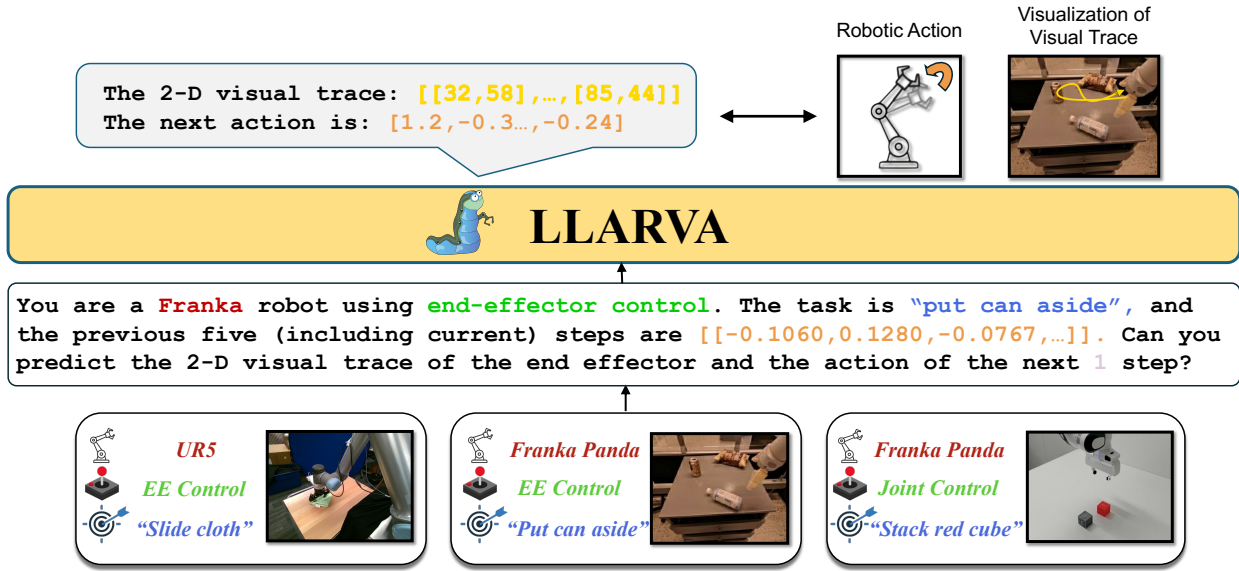 Robotic Action
Visualization of
Visual Trace
The 2-D visual trace: [[32,58],…,[85,44]]
The next action is: [1.2,-0.3…,-0.24]
LLARVA
You are a Franka robot using end-effector control. The task is “put can aside”, and
the previous five (including current) steps are [[-0.1060,0.1280,-0.0767,…]]. Can you
predict the 2-D visual trace of the end effector and the action of the next 1 step?
UR5
EE Control
“Slide cloth”
Franka Panda
EE Control
“Put can aside”
Franka Panda
Joint Control
“Stack red cube”